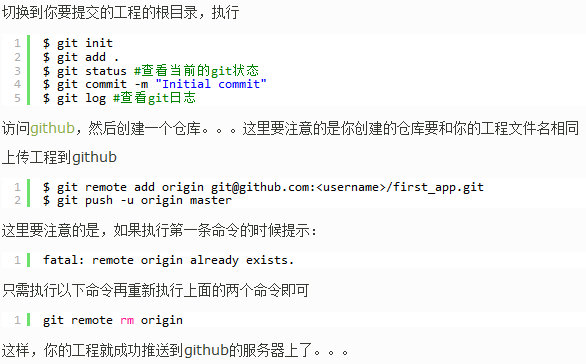 切换到你要提交的工程的根目录，执行
1 $ git init
2 $ git add .
3 $ git status #查看当前的git状态
4 $ git commit -m "Initial commit"
5 $ git log #查看git日志
访问github，然后创建一个仓库。。。这里要注意的是你创建的仓库要和你的工程文件名相同
上传工程到github
1 $ git remote add origin git@github.com:<username>/first_app.git
2 $ git push -u origin master
这里要注意的是，如果执行第一条命令的时候提示：
1 fatal: remote origin already exists.
只需执行以下命令再重新执行上面的两个命令即可
1 git remote rm origin
这样，你的工程就成功推送到github的服务器上了。。。